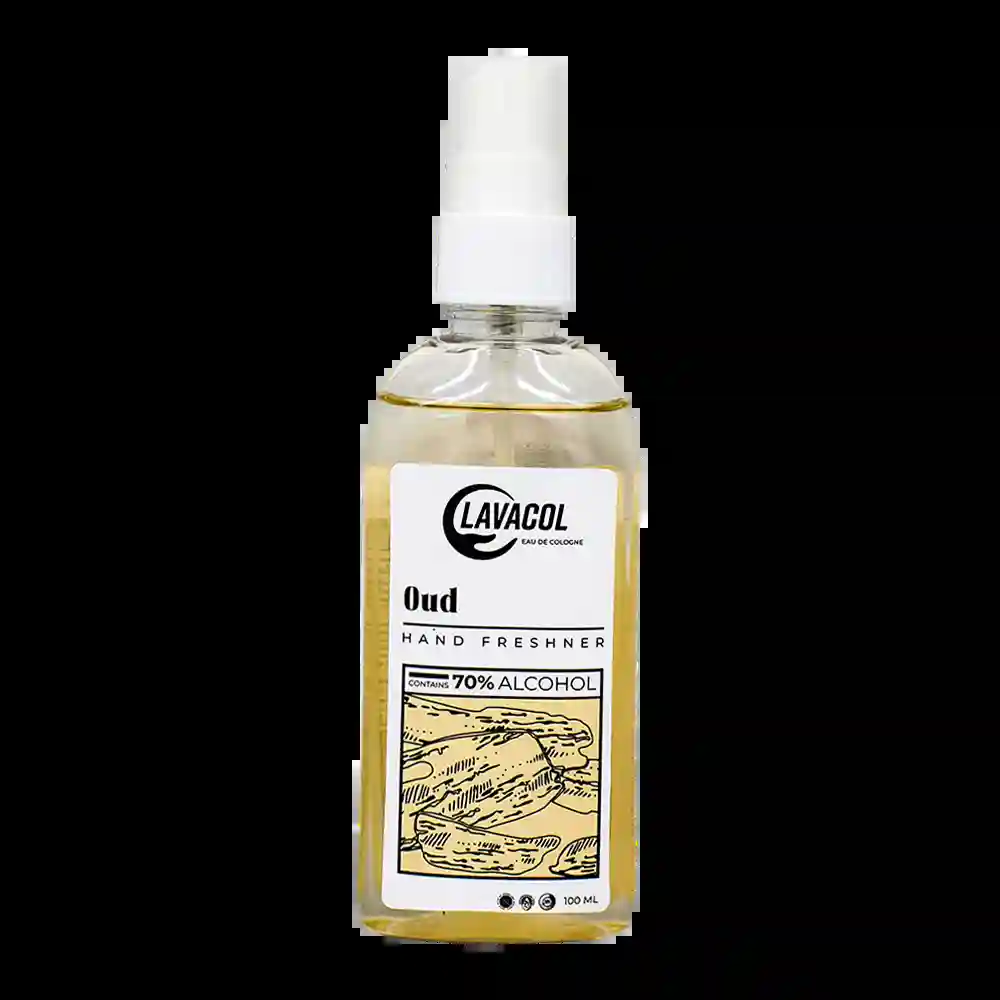 LAVACOL
EAU DE COLOGNE
Oud
HAND FRESHNER
CONTAINS 70% ALCOHOL
100 ML